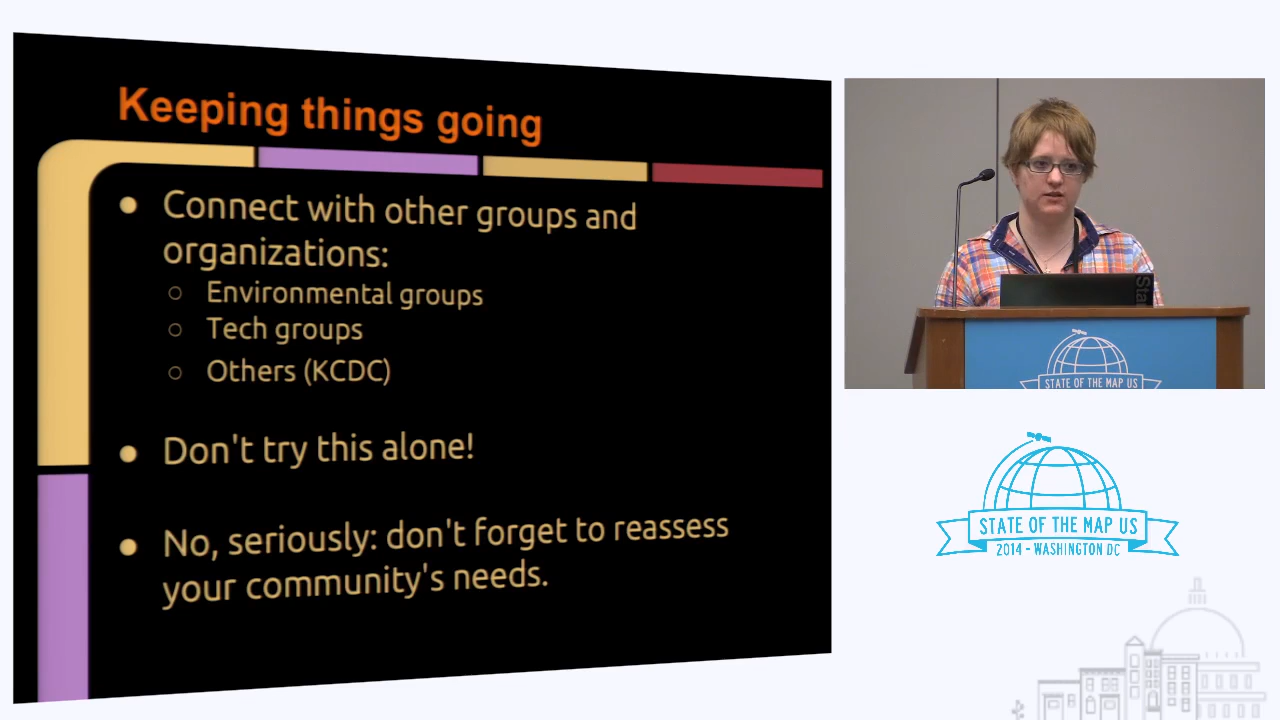 Keeping things going
● Connect with other groups and
organizations:
○ Environmental groups
○ Tech groups
○ Others (KCDC)
● Don't try this alone!
● No, seriously: don't forget to reassess
your community's needs.
Sta
STATE OF THE MAP US
STATE OF THE MAP US
2014 - WASHINGTON DC